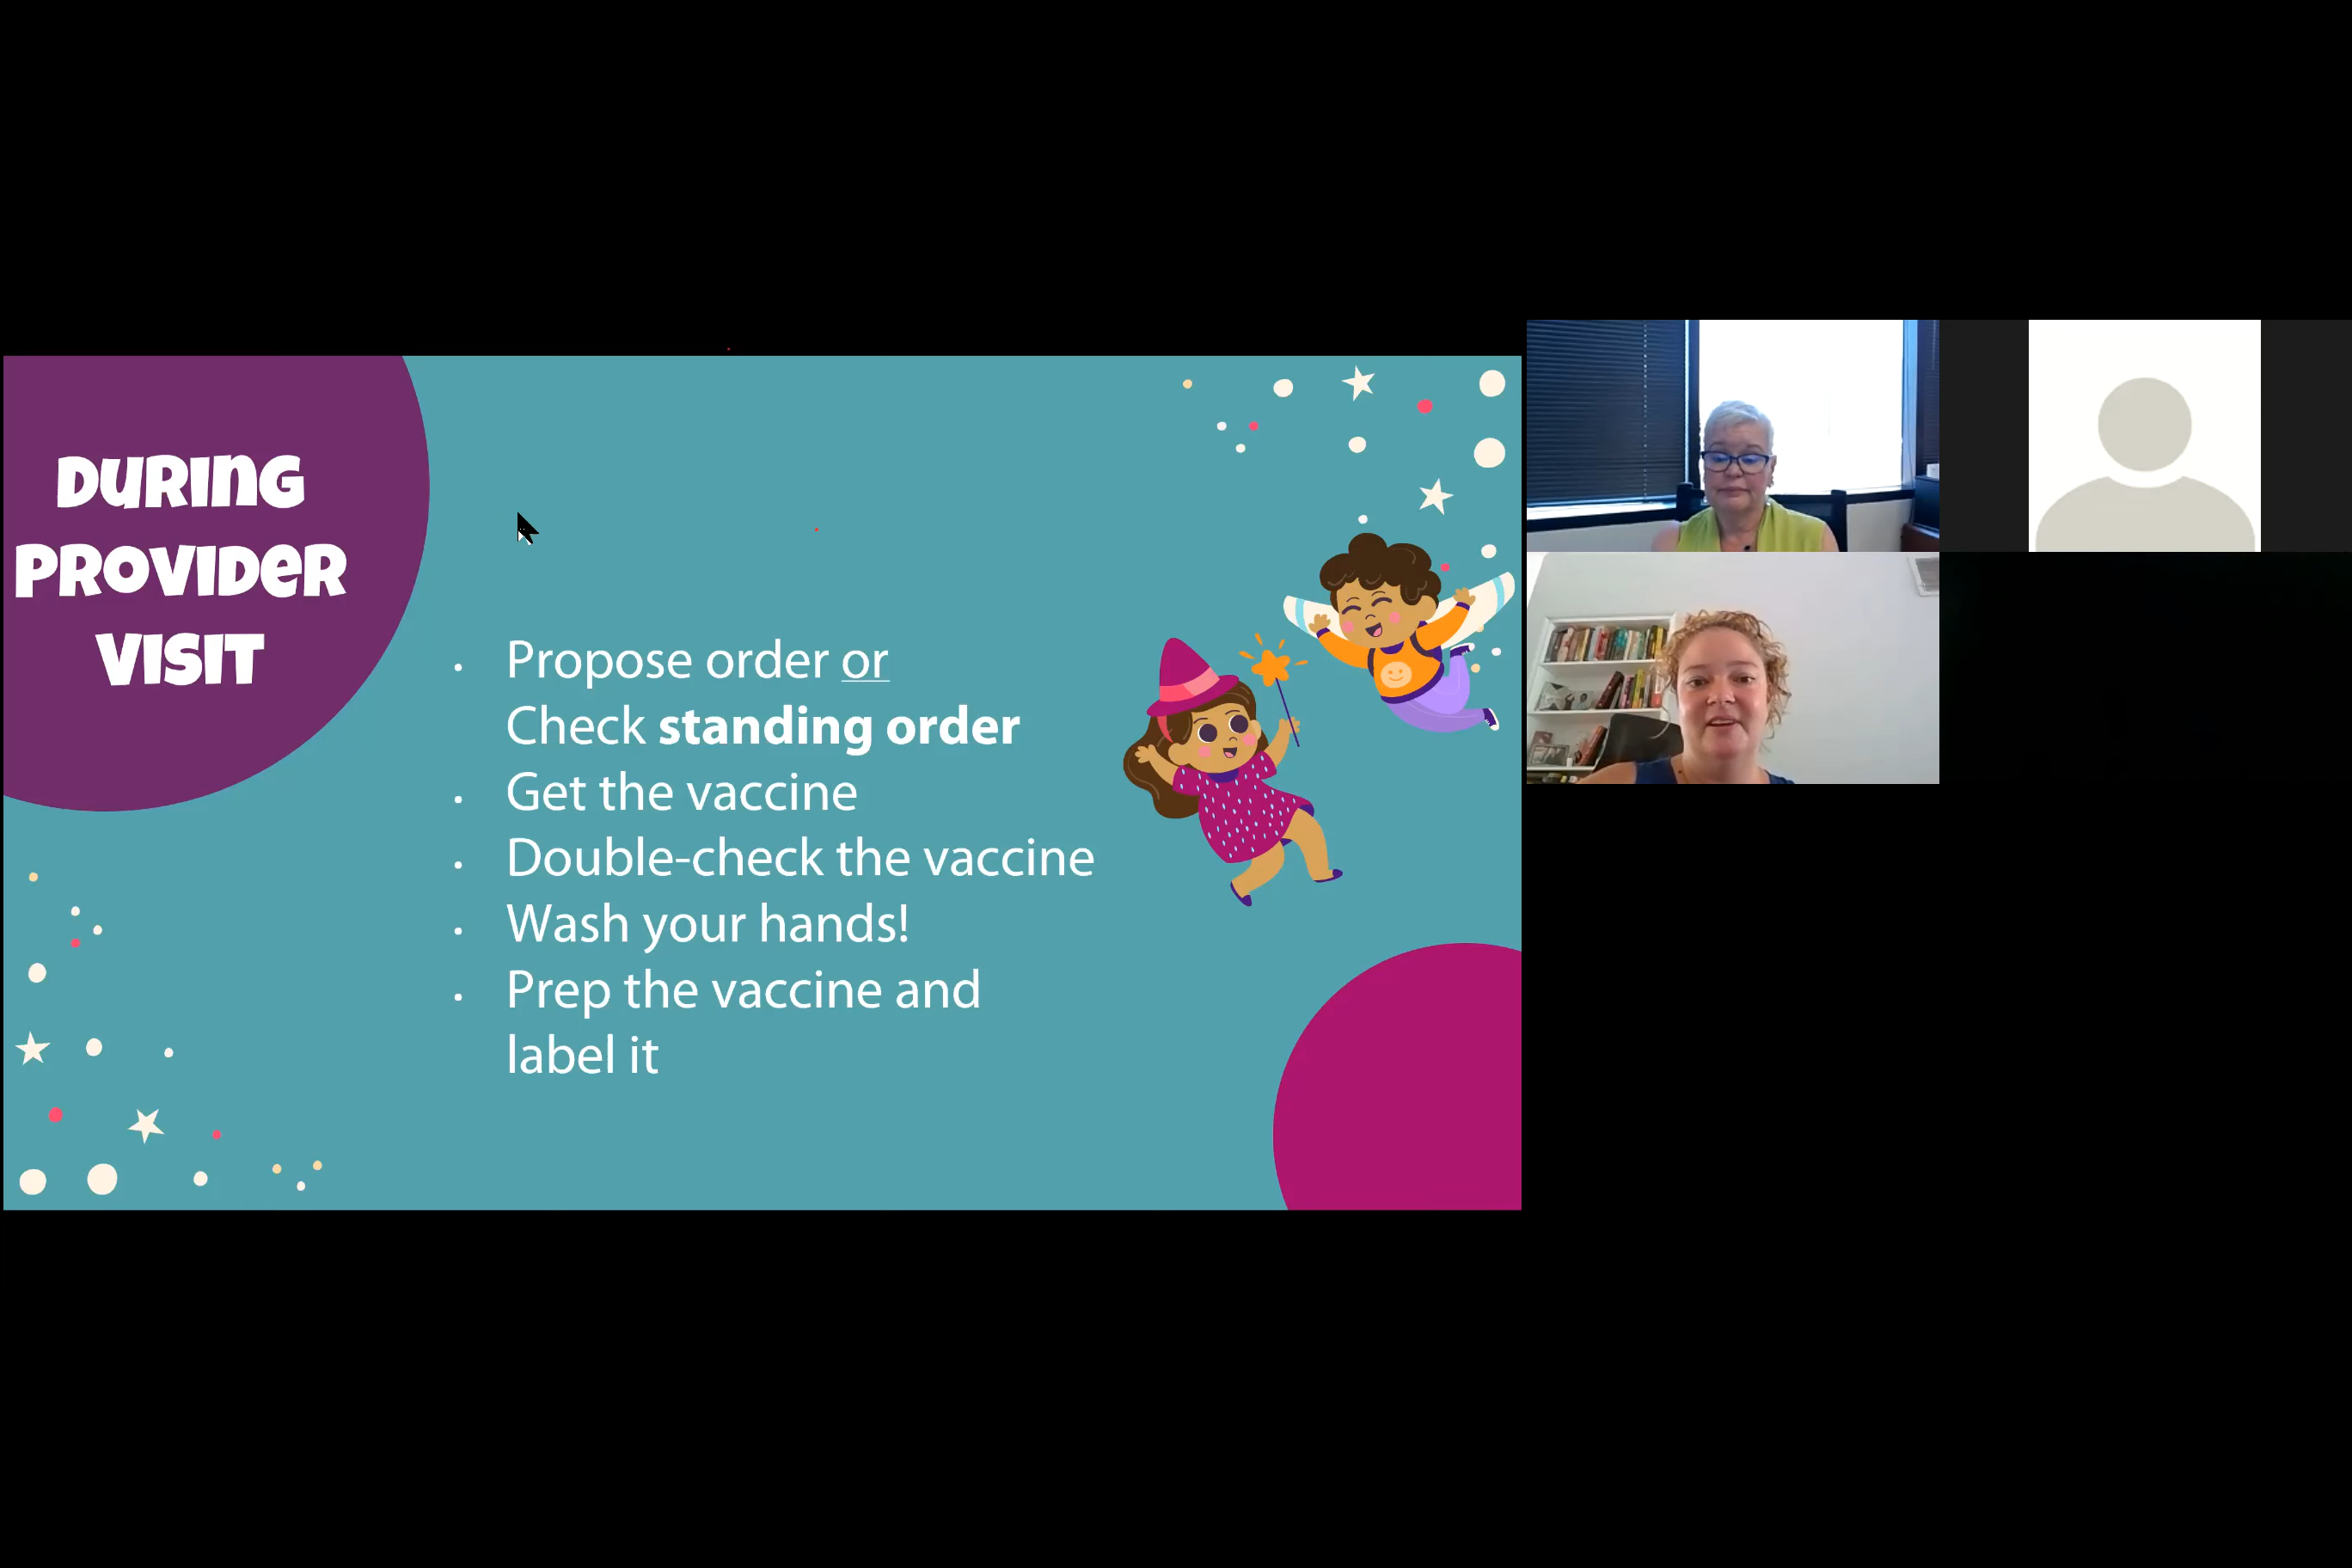 DURING
PROVIDER
VISIT
• Propose order or
Check standing order
• Get the vaccine
• Double-check the vaccine
• Wash your hands!
• Prep the vaccine and
label it